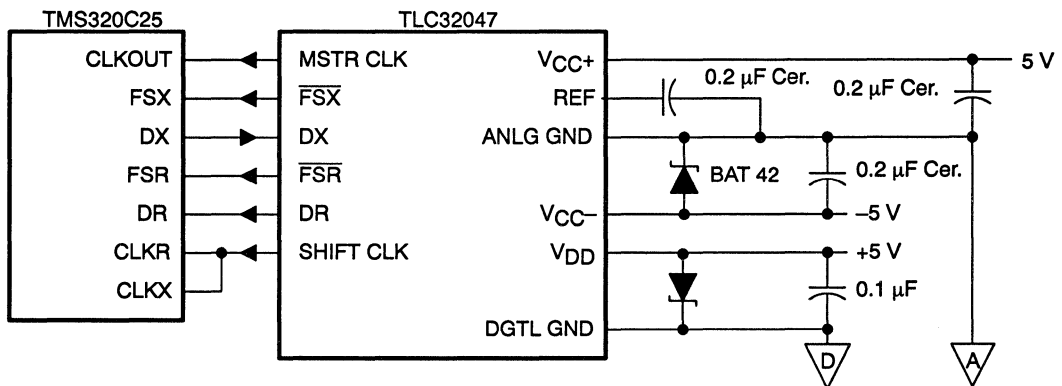 TMS320C25
TLC32047
CLKOUT
FSX
DX
FSR
DR
CLKR
CLKX
MSTR CLK
F̅S̅X̅
DX
F̅S̅R̅
DR
SHIFT CLK
VCC+
REF
ANLG GND
VCC−
VDD
DGTL GND
0.2 µF Cer.
0.2 µF Cer.
5 V
BAT 42
0.2 µF Cer.
−5 V
+5 V
0.1 µF
D
A